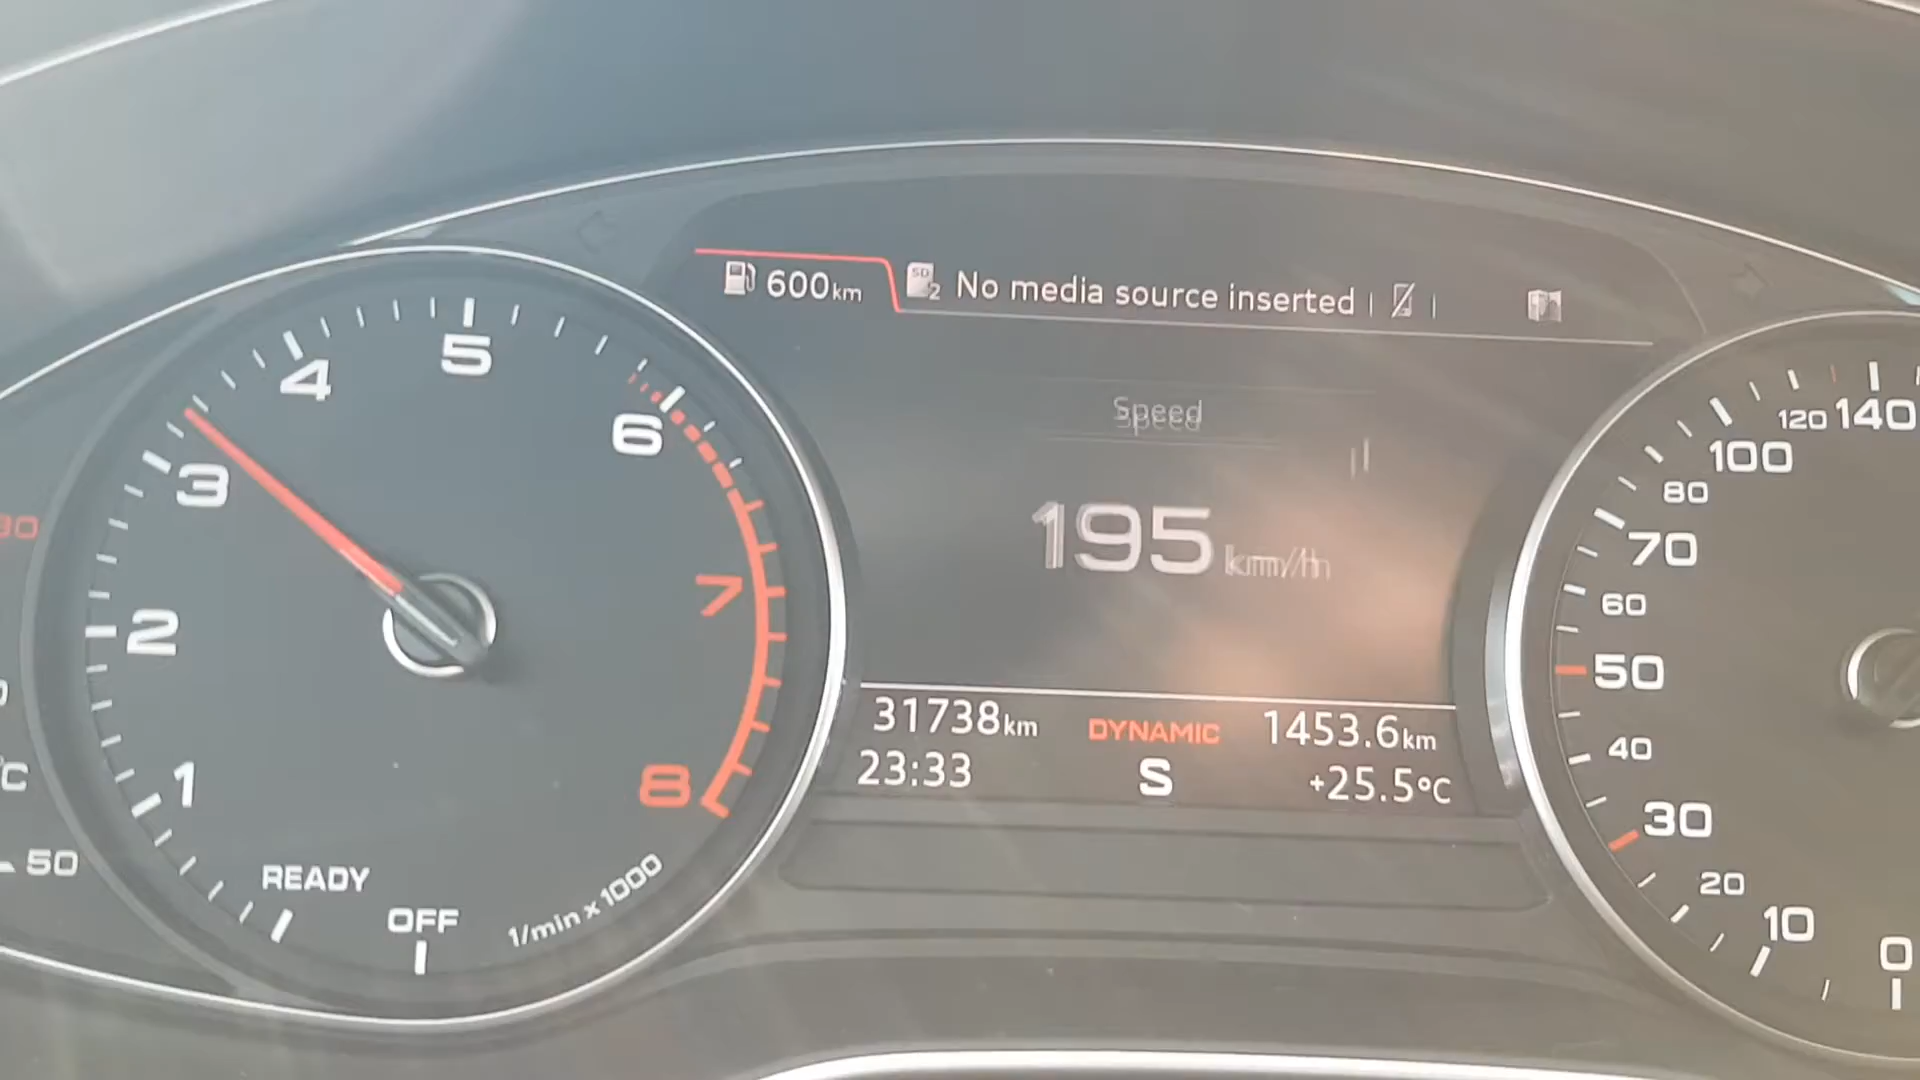 600km
SD 2 No media source inserted
Speed
195 km/h
31738km DYNAMIC 1453.6km
23:33 S +25.5°C
OFF
READY
1
2
3
4
5
6
7
8
1/min x 1000
0
10
20
30
40
50
60
70
80
100
120
140
50
°C